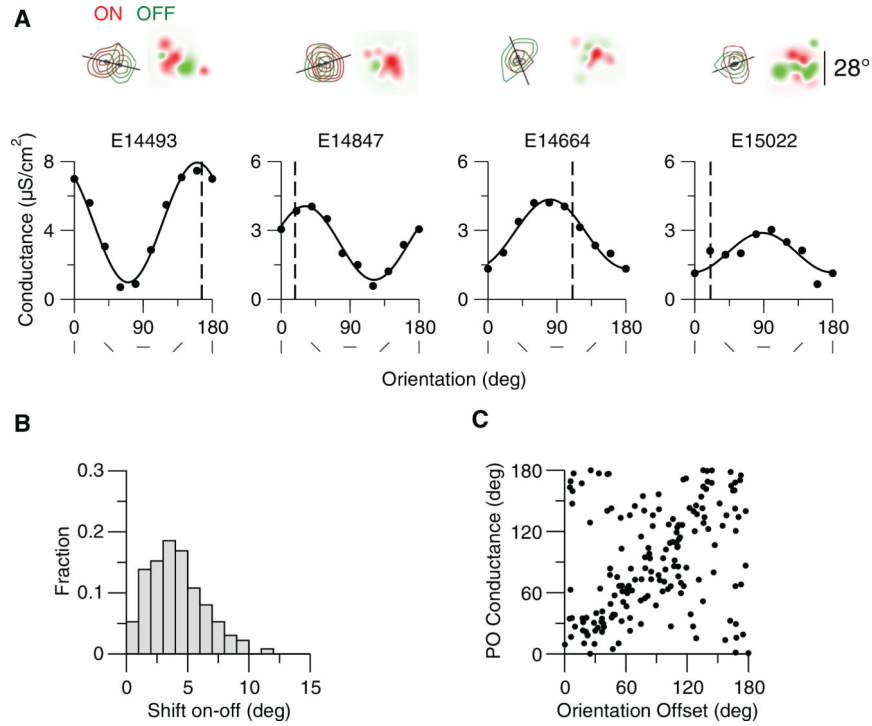 A
ON OFF
28°
E14493 E14847 E14664 E15022
Conductance (µS/cm²)
8 6 6 6
4 3 3 3
0 0 0 0
0 90 180 0 90 180 0 90 180 0 90 180
Orientation (deg)
B C
0.3 180
0.2 120
0.1 60
0 0
Fraction
PO Conductance (deg)
0 5 10 15 0 60 120 180
Shift on-off (deg) Orientation Offset (deg)